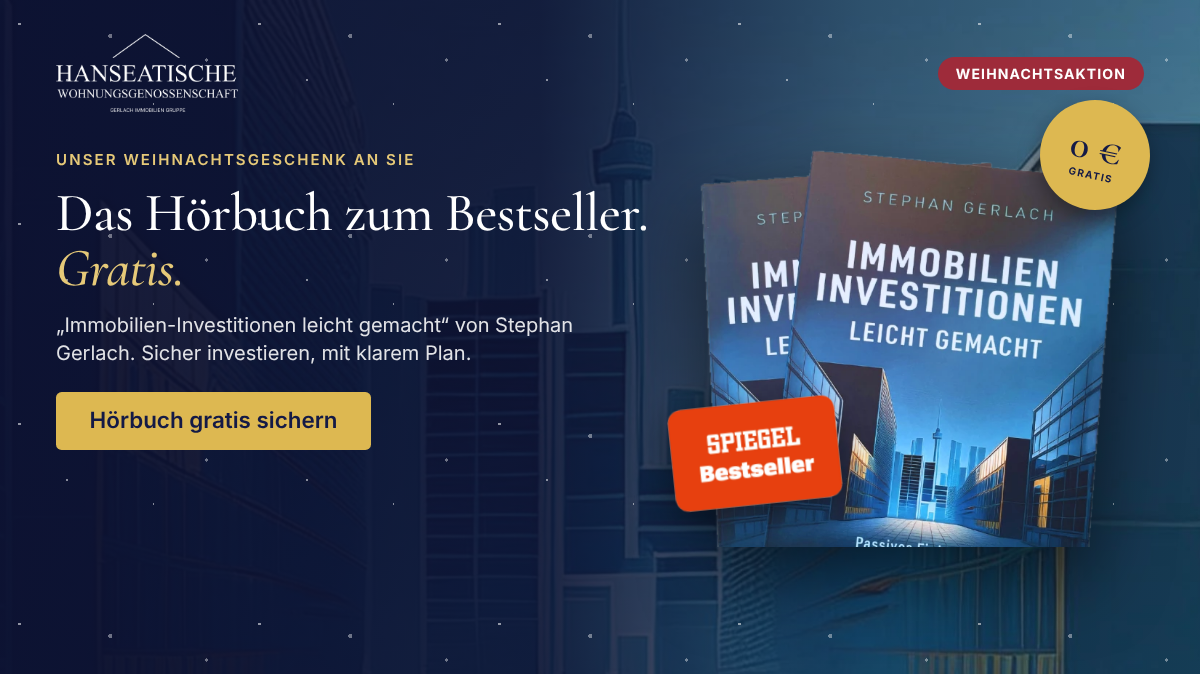 HANSEATISCHE
WOHNUNGSGENOSSENSCHAFT
GERLACH IMMOBILIEN GRUPPE
WEIHNACHTSAKTION
0 €
GRATIS
UNSER WEIHNACHTSGESCHENK AN SIE
Das Hörbuch zum Bestseller.
Gratis.
„Immobilien-Investitionen leicht gemacht“ von Stephan
Gerlach. Sicher investieren, mit klarem Plan.
Hörbuch gratis sichern
STEPHAN GERLACH
IMMOBILIEN
INVESTITIONEN
LEICHT GEMACHT
SPIEGEL
Bestseller